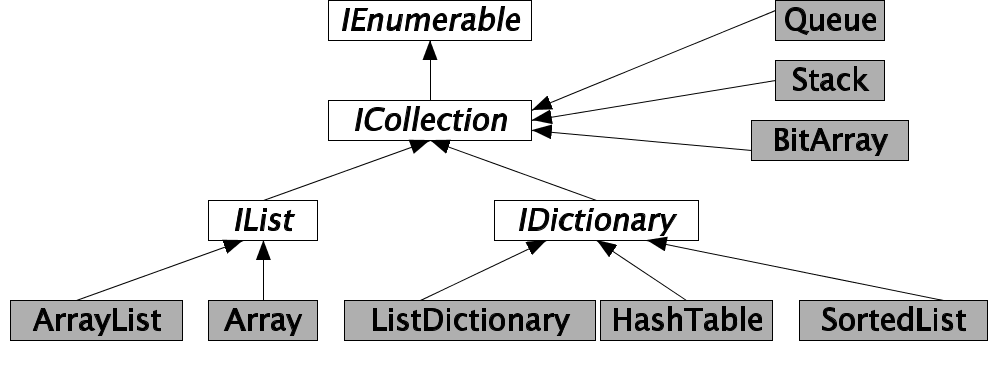 IEnumerable
Queue
Stack
ICollection
BitArray
IList
IDictionary
ArrayList
Array
ListDictionary
HashTable
SortedList